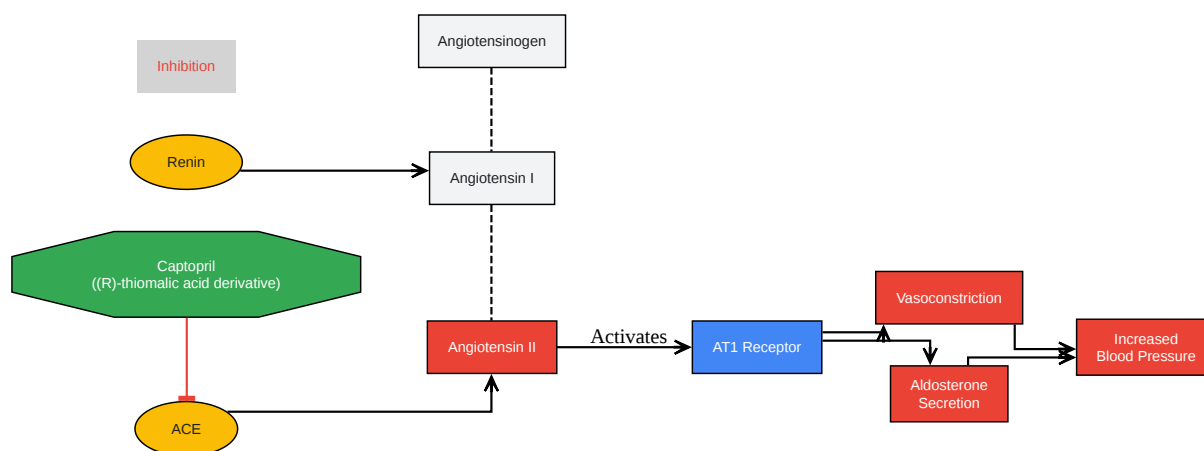 Angiotensinogen
Inhibition
Renin
Angiotensin I
Captopril
((R)-thiomalic acid derivative)
Vasoconstriction
Angiotensin II
Activates
AT1 Receptor
Increased
Blood Pressure
Aldosterone
Secretion
ACE